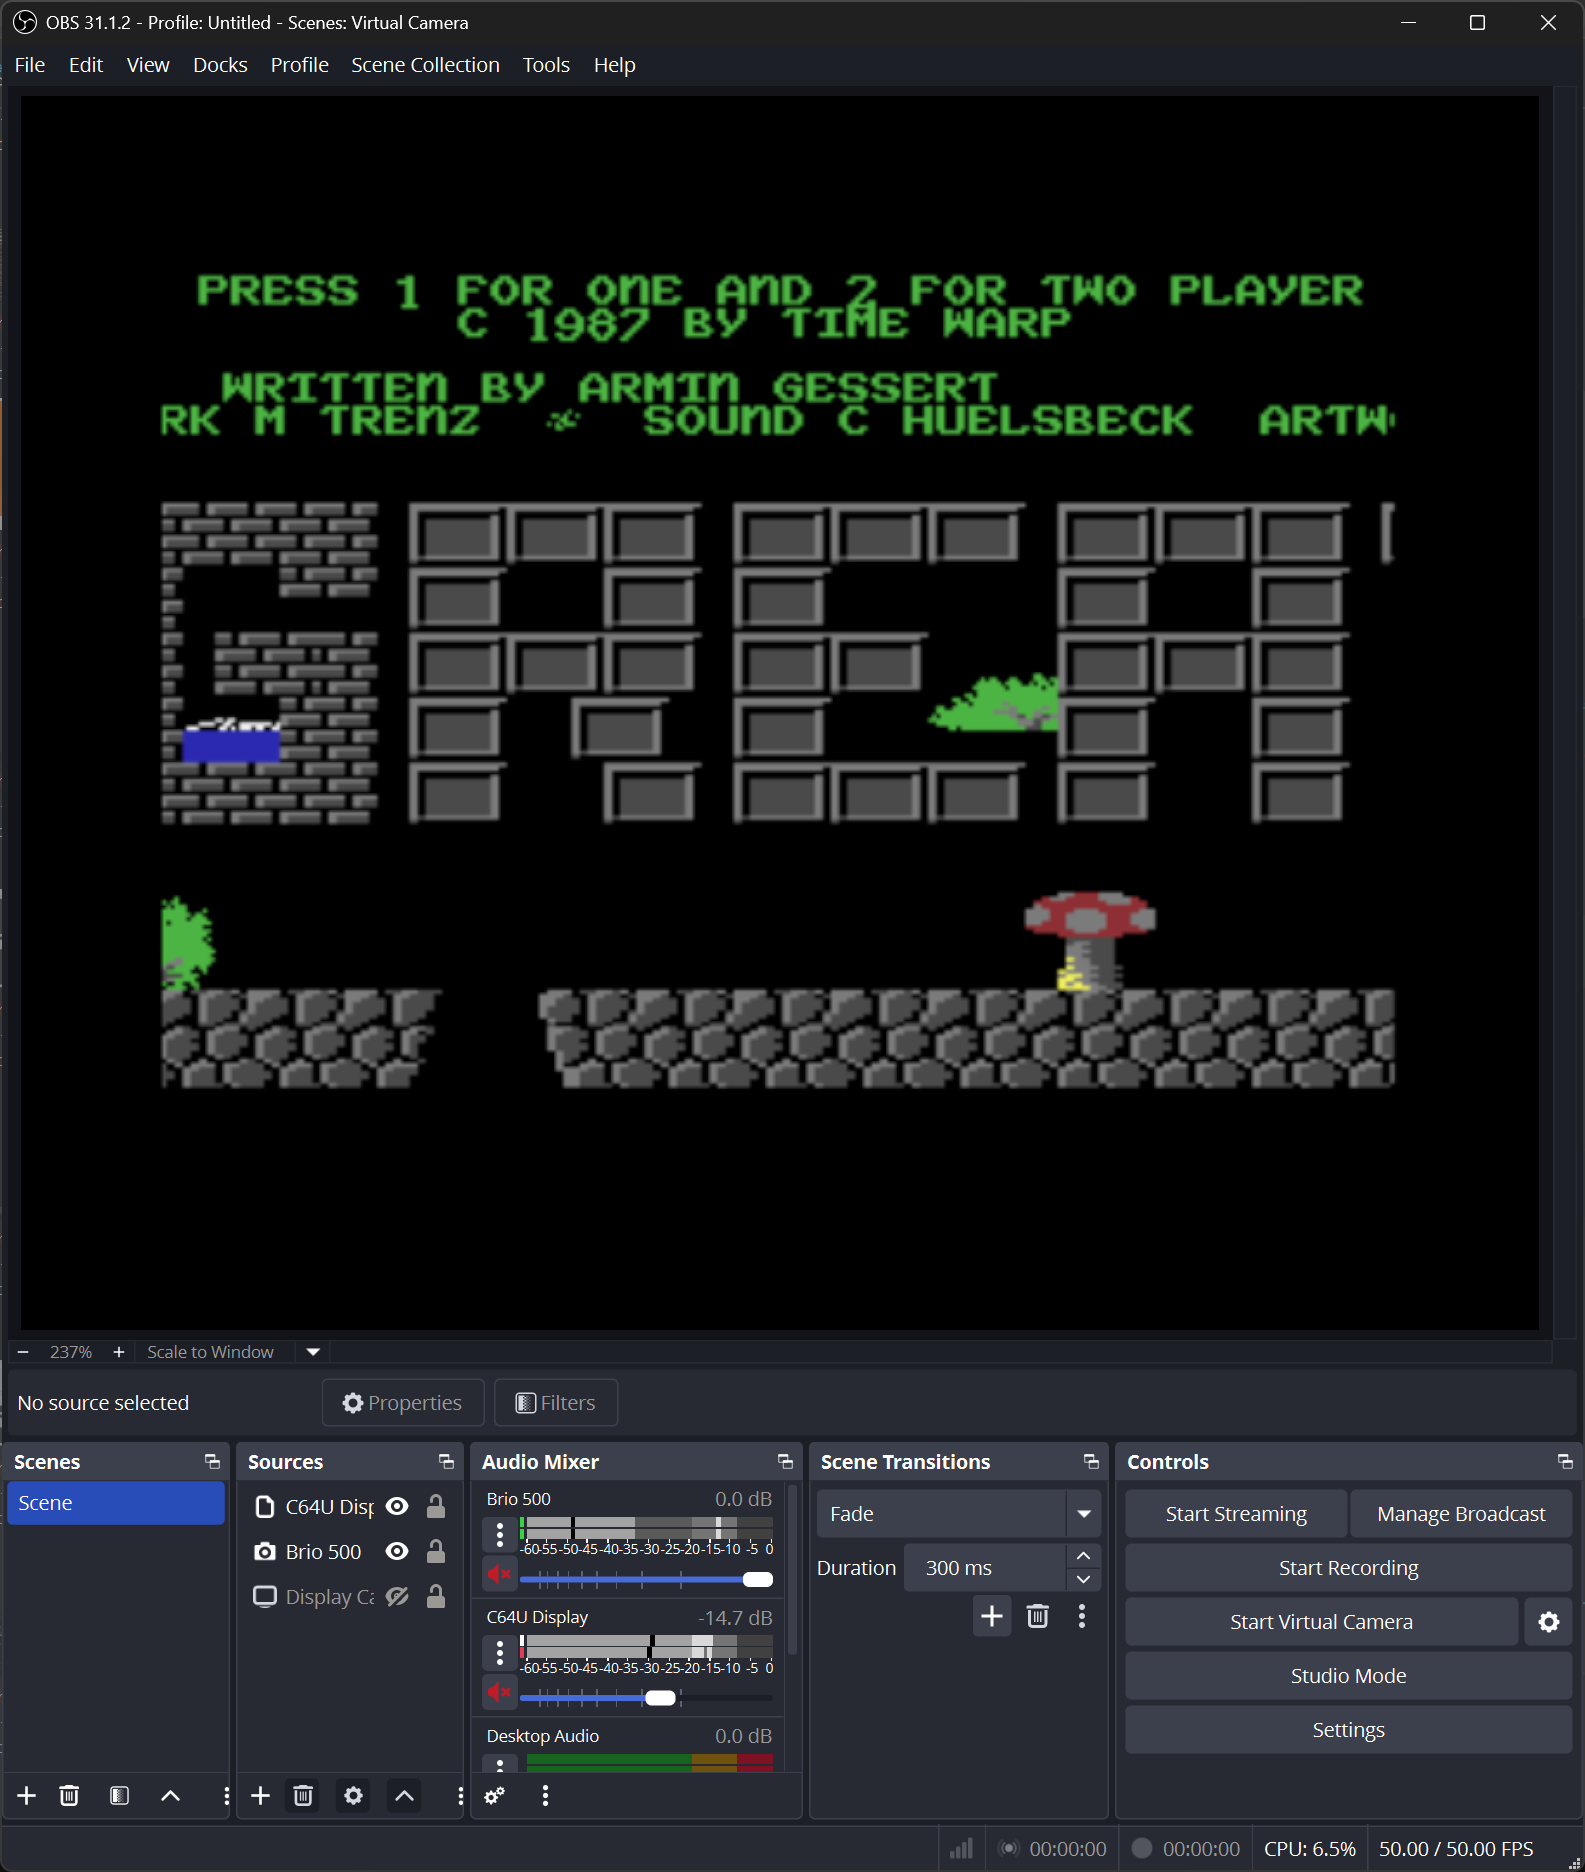 OBS 31.1.2 - Profile: Untitled - Scenes: Virtual Camera
File Edit View Docks Profile Scene Collection Tools Help
PRESS 1 FOR ONE AND 2 FOR TWO PLAYER
C 1987 BY TIME WARP
WRITTEN BY ARMIN GESSERT
RK M TRENZ SOUND C HUELSBECK ARTW
237% Scale to Window
No source selected Properties Filters
Scenes
Scene
Sources
C64U Disp
Brio 500
Display Ca
Audio Mixer
Brio 500 0.0 dB
-60 -55 -50 -45 -40 -35 -30 -25 -20 -15 -10 -5 0
C64U Display -14.7 dB
-60 -55 -50 -45 -40 -35 -30 -25 -20 -15 -10 -5 0
Desktop Audio 0.0 dB
Scene Transitions
Fade
Duration 300 ms
Controls
Start Streaming Manage Broadcast
Start Recording
Start Virtual Camera
Studio Mode
Settings
00:00:00 00:00:00 CPU: 6.5% 50.00 / 50.00 FPS